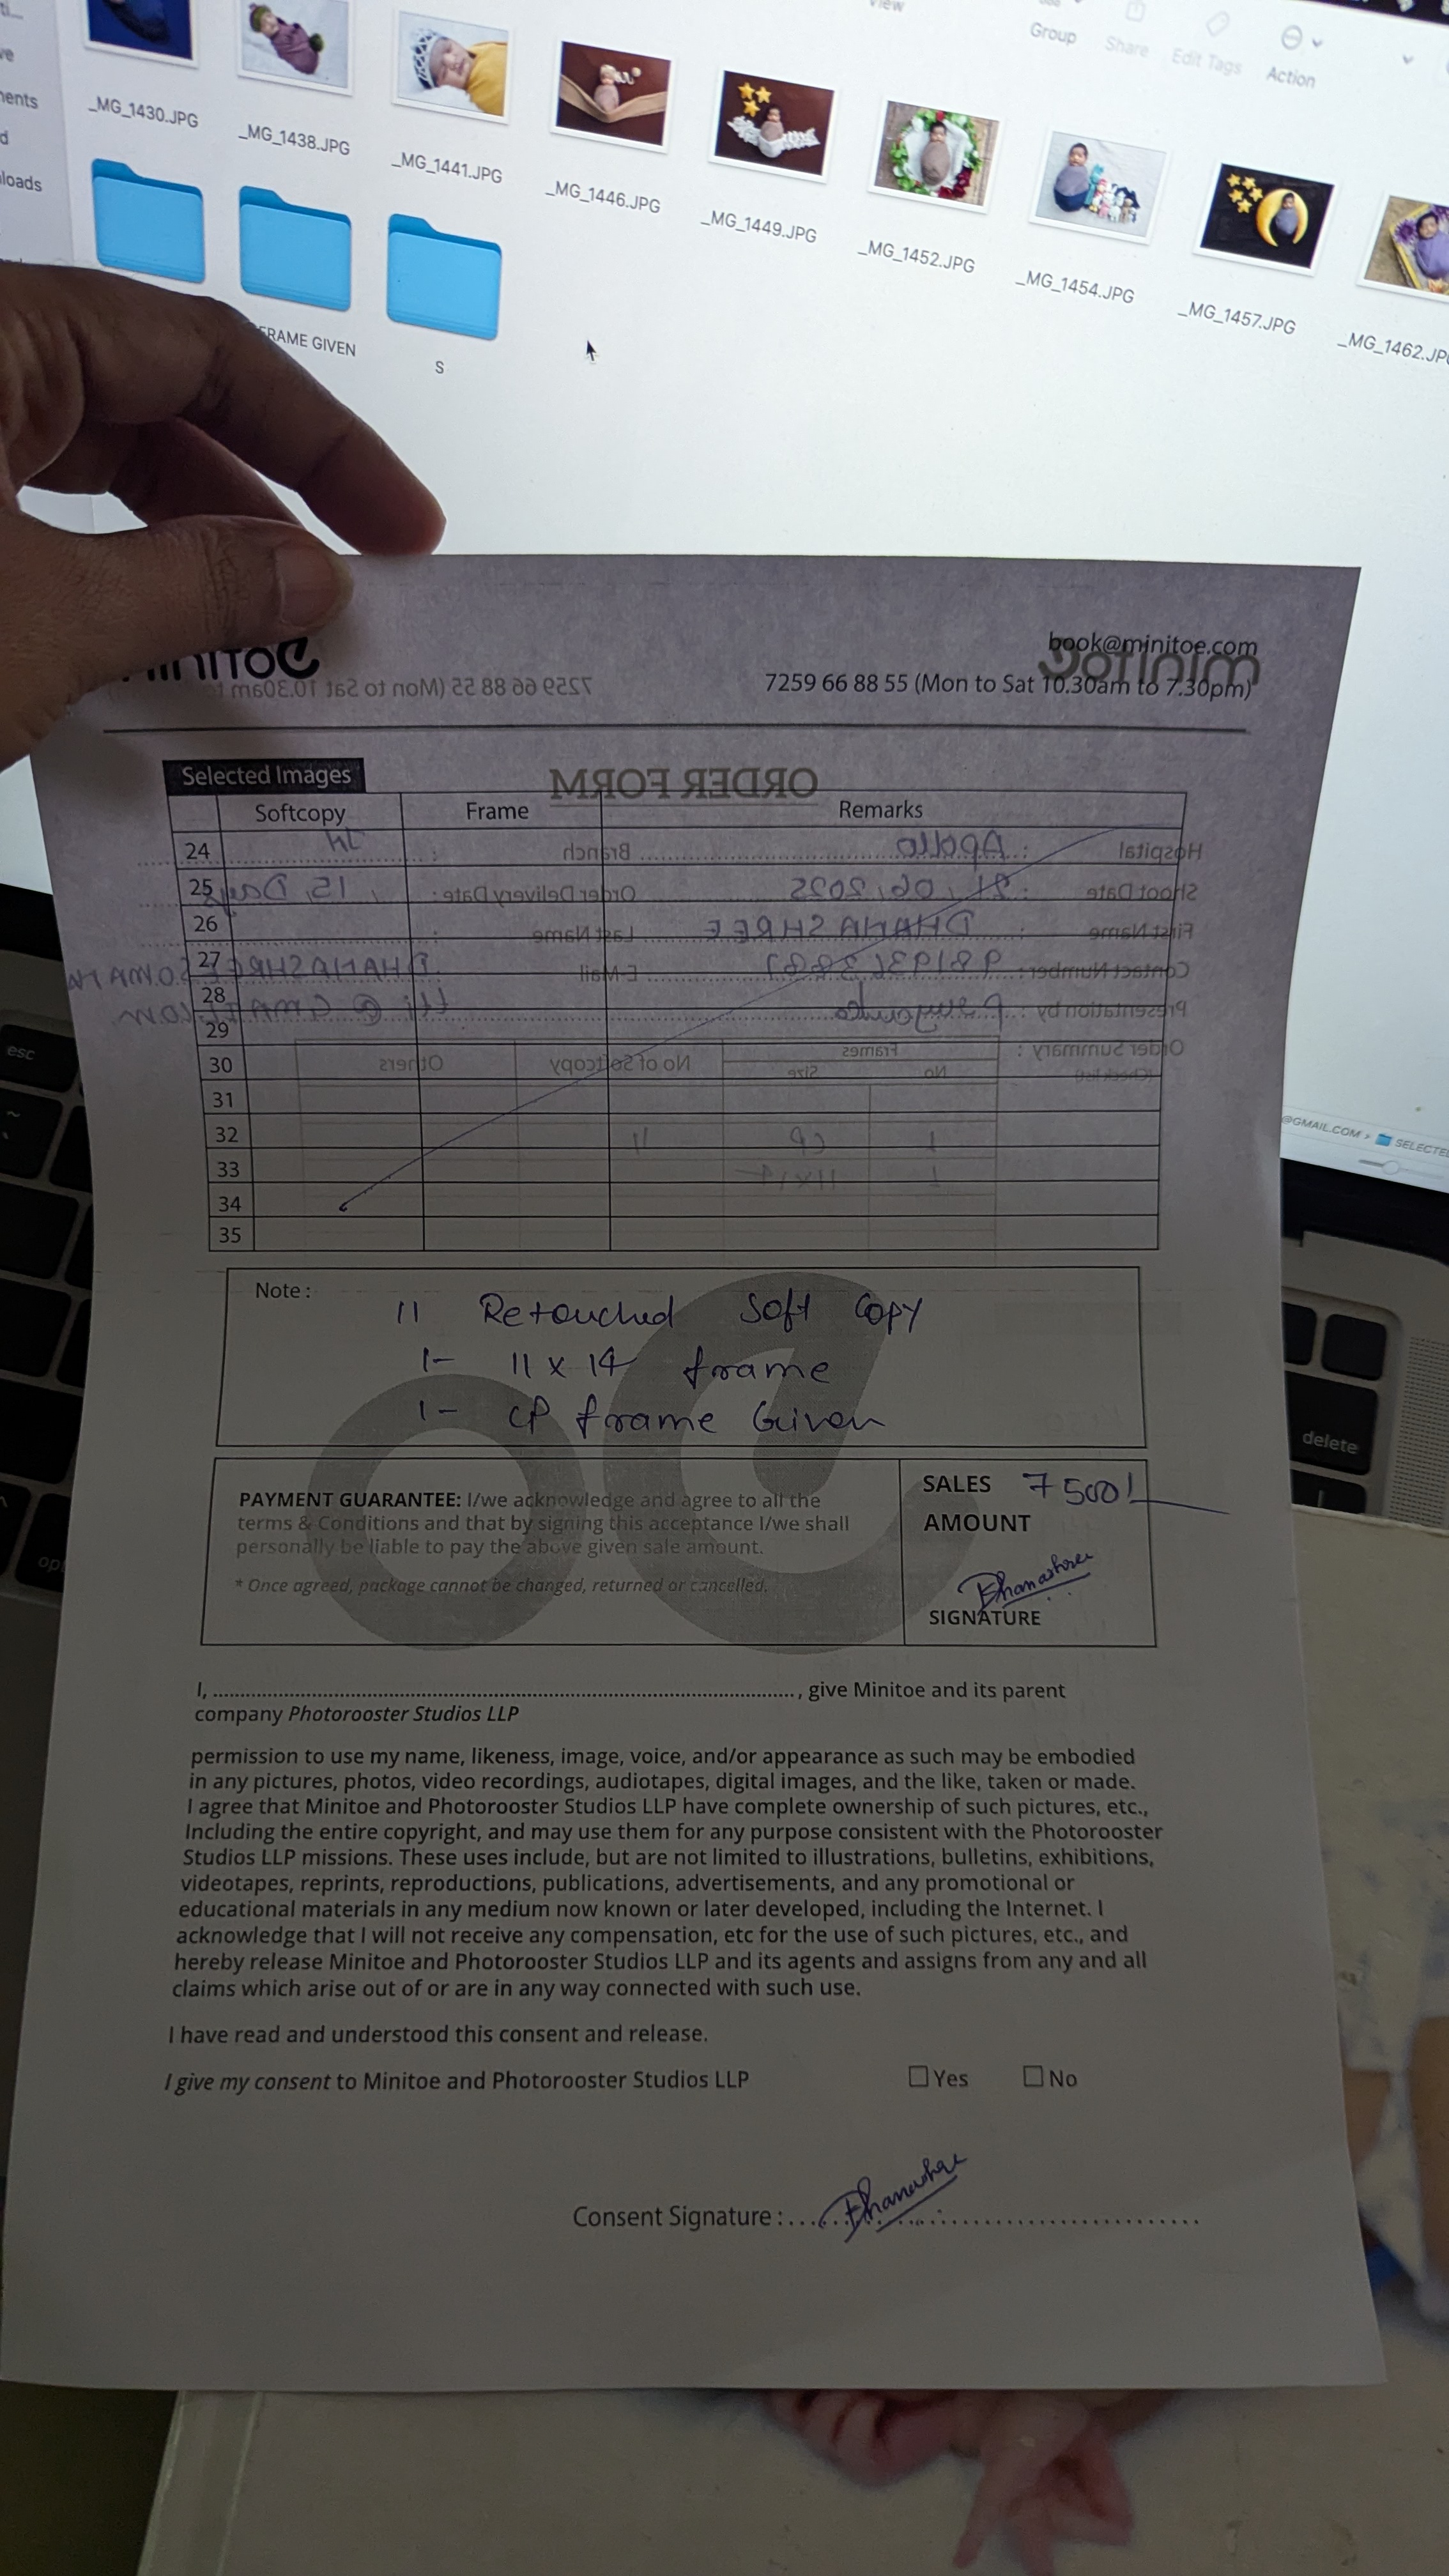 View
Group
Share
Edit Tags
Action
_MG_1430.JPG
_MG_1438.JPG
_MG_1441.JPG
_MG_1446.JPG
_MG_1449.JPG
_MG_1452.JPG
_MG_1454.JPG
_MG_1457.JPG
_MG_1462.JP
FRAME GIVEN
S
book@minitoe.com
7259 66 88 55 (Mon to Sat 10.30am to 7.30pm)
Selected Images
Softcopy Frame Remarks
24
25
26
27
28
29
30
31
32
33
34
35
@GMAIL.COM > SELECTE
Note :
11 Retouched Soft Copy
1- 11 x 14 frame
1- CP frame Given
PAYMENT GUARANTEE: I/we acknowledge and agree to all the
terms & Conditions and that by signing this acceptance I/we shall
personally be liable to pay the above given sale amount.
* Once agreed, package cannot be changed, returned or cancelled.
SALES 7500/-
AMOUNT
Dhanashree
SIGNATURE
I, ........................, give Minitoe and its parent
company Photorooster Studios LLP
permission to use my name, likeness, image, voice, and/or appearance as such may be embodied
in any pictures, photos, video recordings, audiotapes, digital images, and the like, taken or made.
I agree that Minitoe and Photorooster Studios LLP have complete ownership of such pictures, etc.,
Including the entire copyright, and may use them for any purpose consistent with the Photorooster
Studios LLP missions. These uses include, but are not limited to illustrations, bulletins, exhibitions,
videotapes, reprints, reproductions, publications, advertisements, and any promotional or
educational materials in any medium now known or later developed, including the Internet. I
acknowledge that I will not receive any compensation, etc for the use of such pictures, etc., and
hereby release Minitoe and Photorooster Studios LLP and its agents and assigns from any and all
claims which arise out of or are in any way connected with such use.
I have read and understood this consent and release.
I give my consent to Minitoe and Photorooster Studios LLP Yes No
Consent Signature : Dhanashree
esc
delete